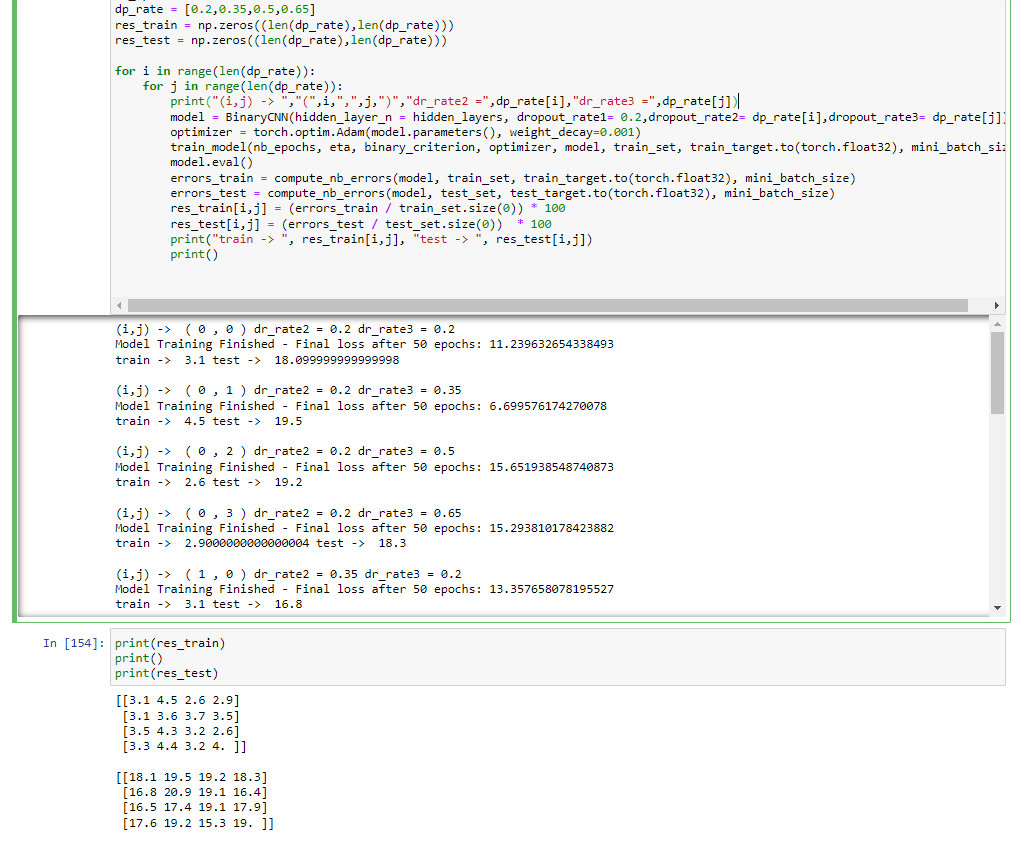 dp_rate = [0.2,0.35,0.5,0.65]
res_train = np.zeros((len(dp_rate),len(dp_rate)))
res_test = np.zeros((len(dp_rate),len(dp_rate)))
for i in range(len(dp_rate)):
for j in range(len(dp_rate)):
print("(i,j) -> ","(",i,",",j,")","dr_rate2 =",dp_rate[i],"dr_rate3 =",dp_rate[j])
model = BinaryCNN(hidden_layer_n = hidden_layers, dropout_rate1= 0.2,dropout_rate2= dp_rate[i],dropout_rate3= dp_rate[j])
optimizer = torch.optim.Adam(model.parameters(), weight_decay=0.001)
train_model(nb_epochs, eta, binary_criterion, optimizer, model, train_set, train_target.to(torch.float32), mini_batch_siz
model.eval()
errors_train = compute_nb_errors(model, train_set, train_target.to(torch.float32), mini_batch_size)
errors_test = compute_nb_errors(model, test_set, test_target.to(torch.float32), mini_batch_size)
res_train[i,j] = (errors_train / train_set.size(0)) * 100
res_test[i,j] = (errors_test / test_set.size(0))  * 100
print("train -> ", res_train[i,j], "test -> ", res_test[i,j])
print()
(i,j) ->  ( 0 , 0 ) dr_rate2 = 0.2 dr_rate3 = 0.2
Model Training Finished - Final loss after 50 epochs: 11.239632654338493
train ->  3.1 test ->  18.099999999999998
(i,j) ->  ( 0 , 1 ) dr_rate2 = 0.2 dr_rate3 = 0.35
Model Training Finished - Final loss after 50 epochs: 6.699576174270078
train ->  4.5 test ->  19.5
(i,j) ->  ( 0 , 2 ) dr_rate2 = 0.2 dr_rate3 = 0.5
Model Training Finished - Final loss after 50 epochs: 15.651938548740873
train ->  2.6 test ->  19.2
(i,j) ->  ( 0 , 3 ) dr_rate2 = 0.2 dr_rate3 = 0.65
Model Training Finished - Final loss after 50 epochs: 15.293810178423882
train ->  2.9000000000000004 test ->  18.3
(i,j) ->  ( 1 , 0 ) dr_rate2 = 0.35 dr_rate3 = 0.2
Model Training Finished - Final loss after 50 epochs: 13.357658078195527
train ->  3.1 test ->  16.8
In [154]: print(res_train)
print()
print(res_test)
[[3.1 4.5 2.6 2.9]
[3.1 3.6 3.7 3.5]
[3.5 4.3 3.2 2.6]
[3.3 4.4 3.2 4. ]]
[[18.1 19.5 19.2 18.3]
[16.8 20.9 19.1 16.4]
[16.5 17.4 19.1 17.9]
[17.6 19.2 15.3 19. ]]